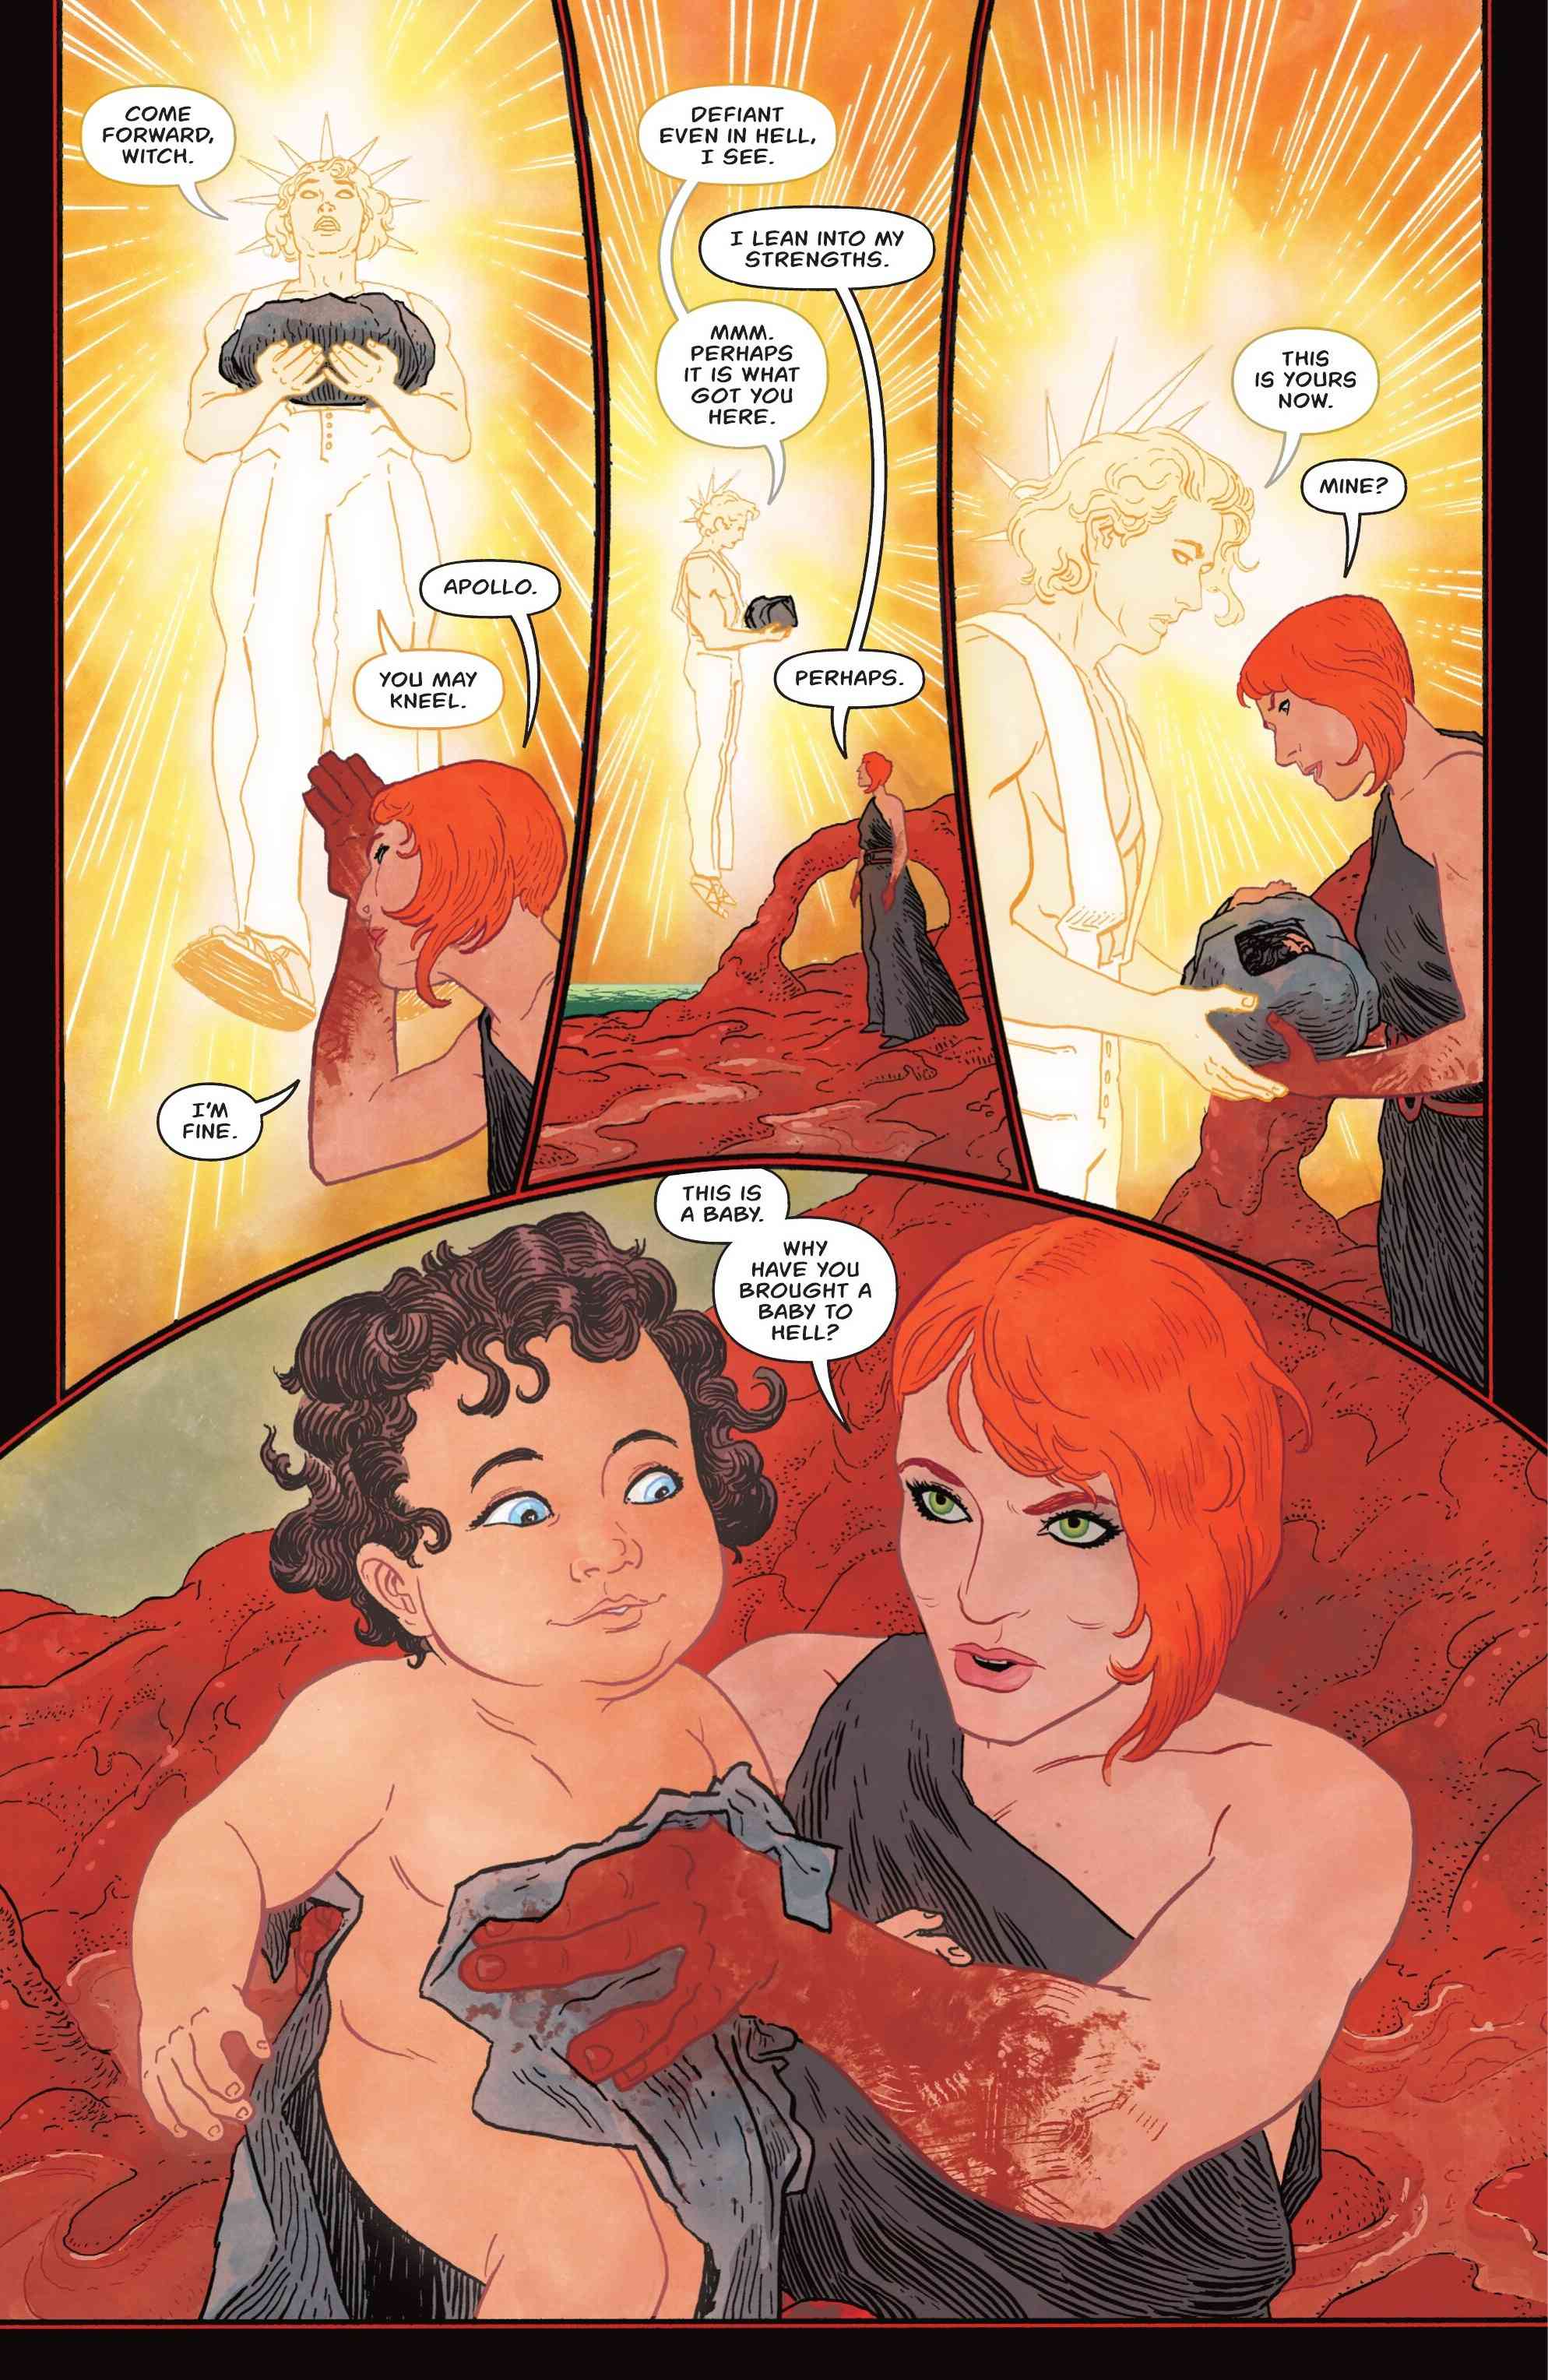 COME
FORWARD,
WITCH.
APOLLO.
YOU MAY
KNEEL.
I'M
FINE.
DEFIANT
EVEN IN HELL,
I SEE.
I LEAN INTO MY
STRENGTHS.
MMM.
PERHAPS
IT IS WHAT
GOT YOU
HERE.
PERHAPS.
THIS
IS YOURS
NOW.
MINE?
THIS IS
A BABY.
WHY
HAVE YOU
BROUGHT A
BABY TO
HELL?